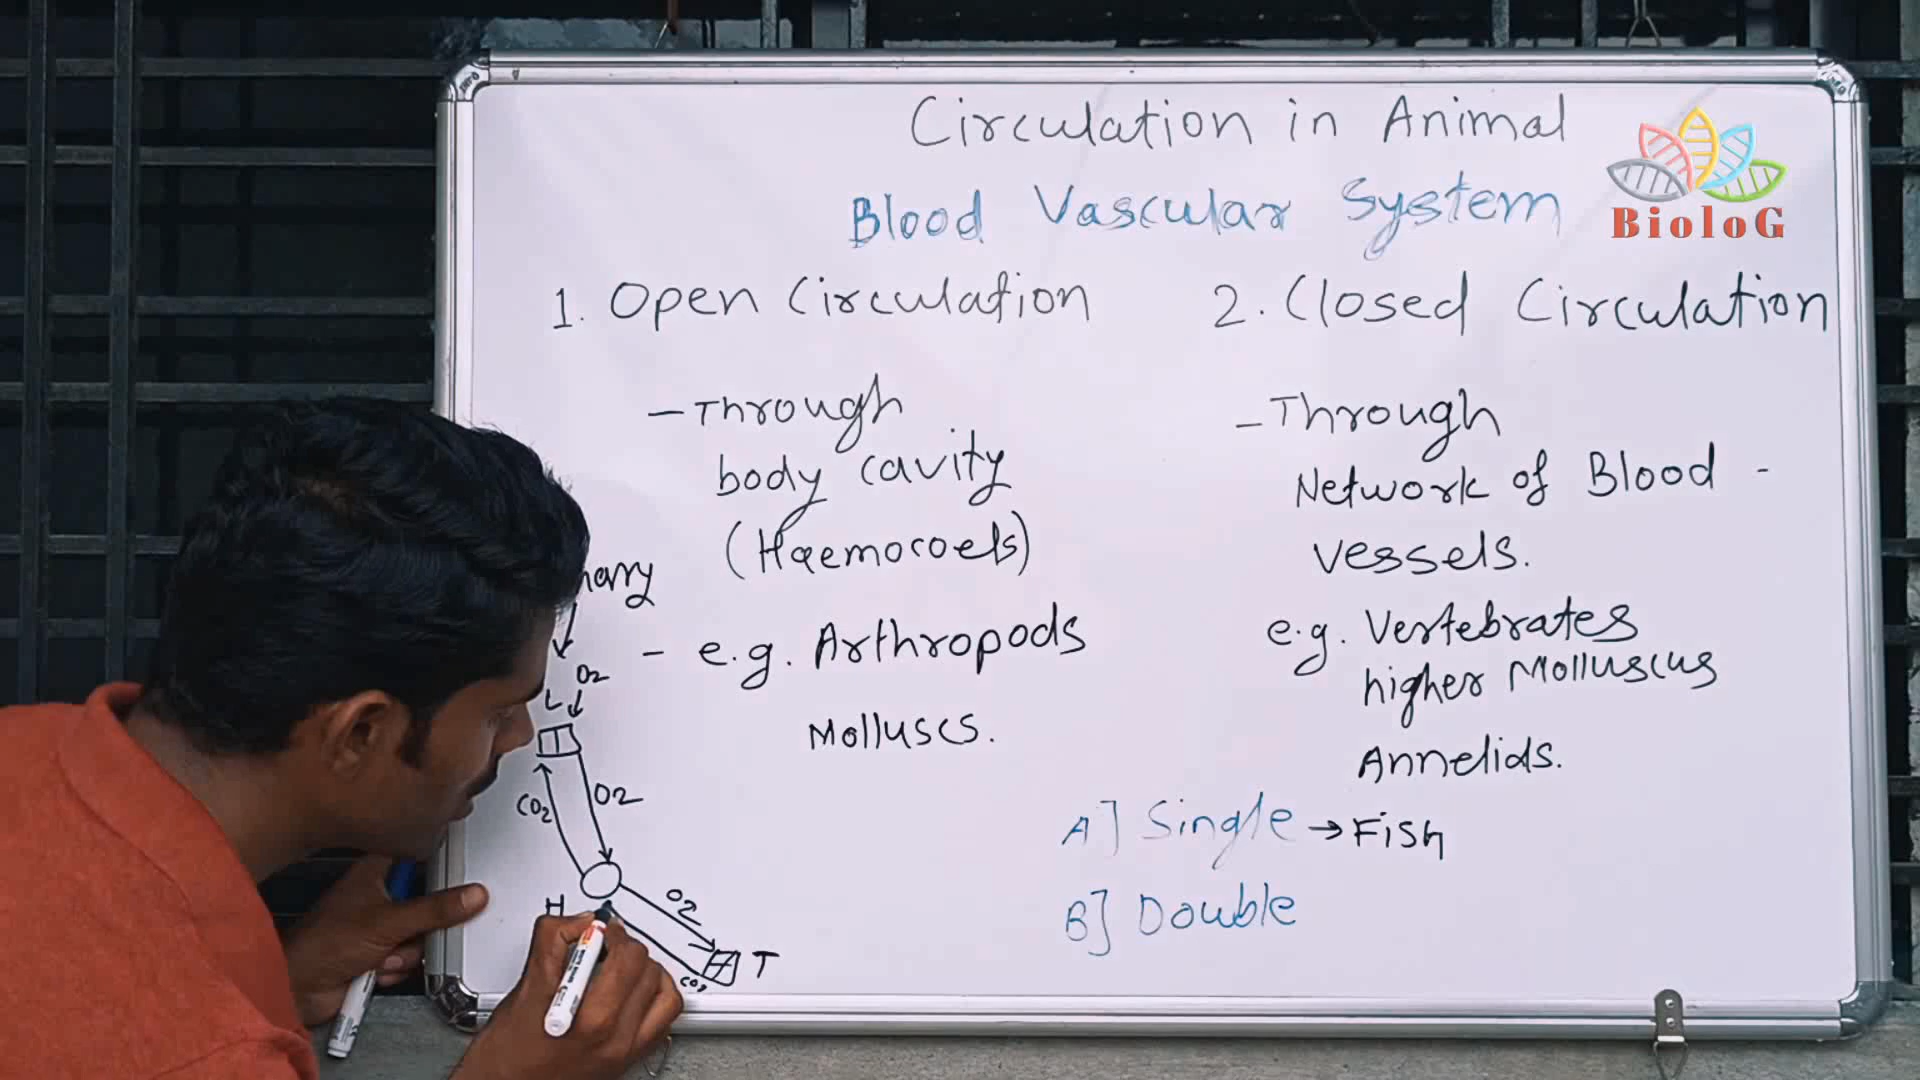 Circulation in Animal
Blood Vascular System
BioloG
1. Open Circulation
- Through
body cavity
(Haemocoels)
- e.g. Arthropods
Molluscs.
2. Closed Circulation
- Through
Network of Blood -
Vessels.
e.g. Vertebrates
higher Molluscus
Annelids.
A] Single → Fish
B] Double
O2
L
CO2
O2
H
O2
T
CO2